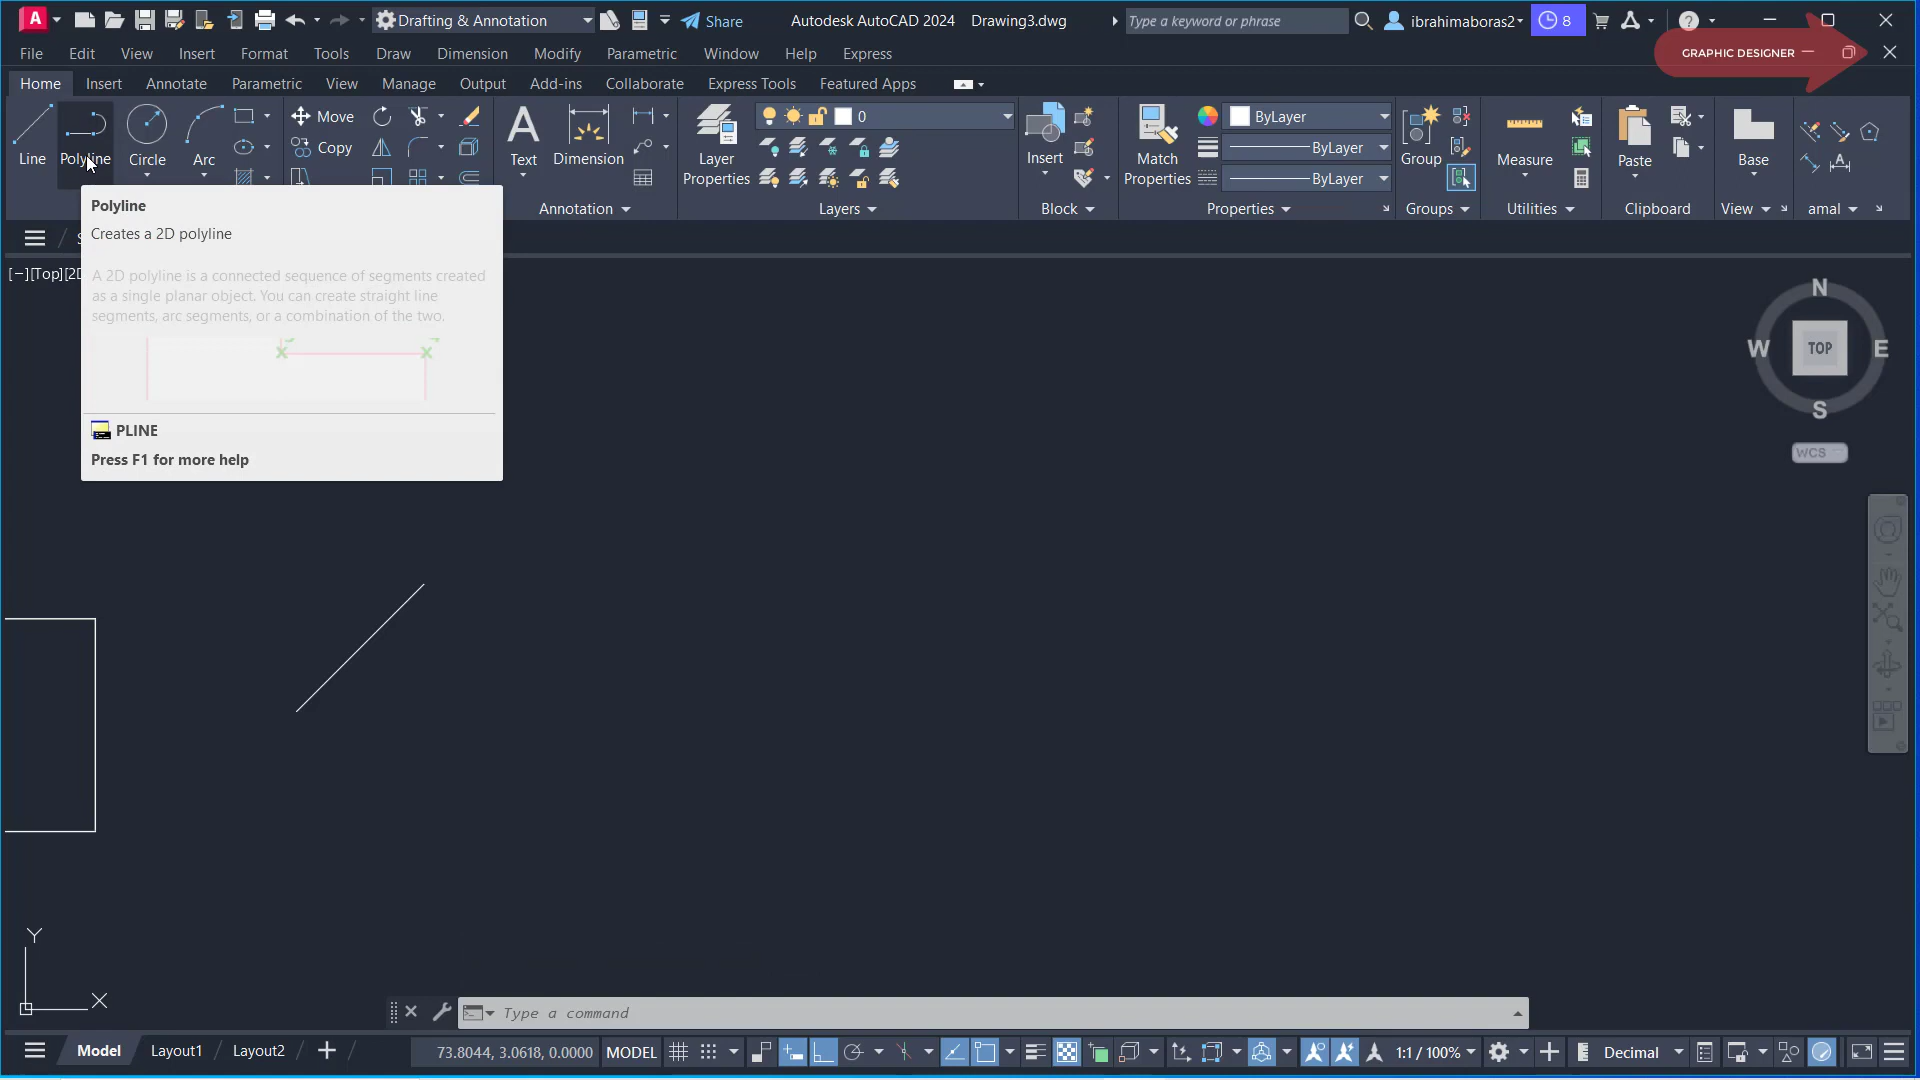 A Drafting & Annotation Share Autodesk AutoCAD 2024 Drawing3.dwg Type a keyword or phrase ibrahimaboras2 8
File Edit View Insert Format Tools Draw Dimension Modify Parametric Window Help Express GRAPHIC DESIGNER
Home Insert Annotate Parametric View Manage Output Add-ins Collaborate Express Tools Featured Apps
Move 0 ByLayer
Copy ByLayer
Line Polyline Circle Arc Text Dimension Layer Properties Insert Match Properties Group Measure Paste Base
ByLayer
Annotation Layers Block Properties Groups Utilities Clipboard View amal
Polyline
Creates a 2D polyline
[−][Top][2D
A 2D polyline is a connected sequence of segments created
as a single planar object. You can create straight line
segments, arc segments, or a combination of the two.
PLINE
Press F1 for more help
N
W TOP E
S
WCS
Y
X
Type a command
Model Layout1 Layout2 73.8044, 3.0618, 0.0000 MODEL 1:1 / 100% Decimal